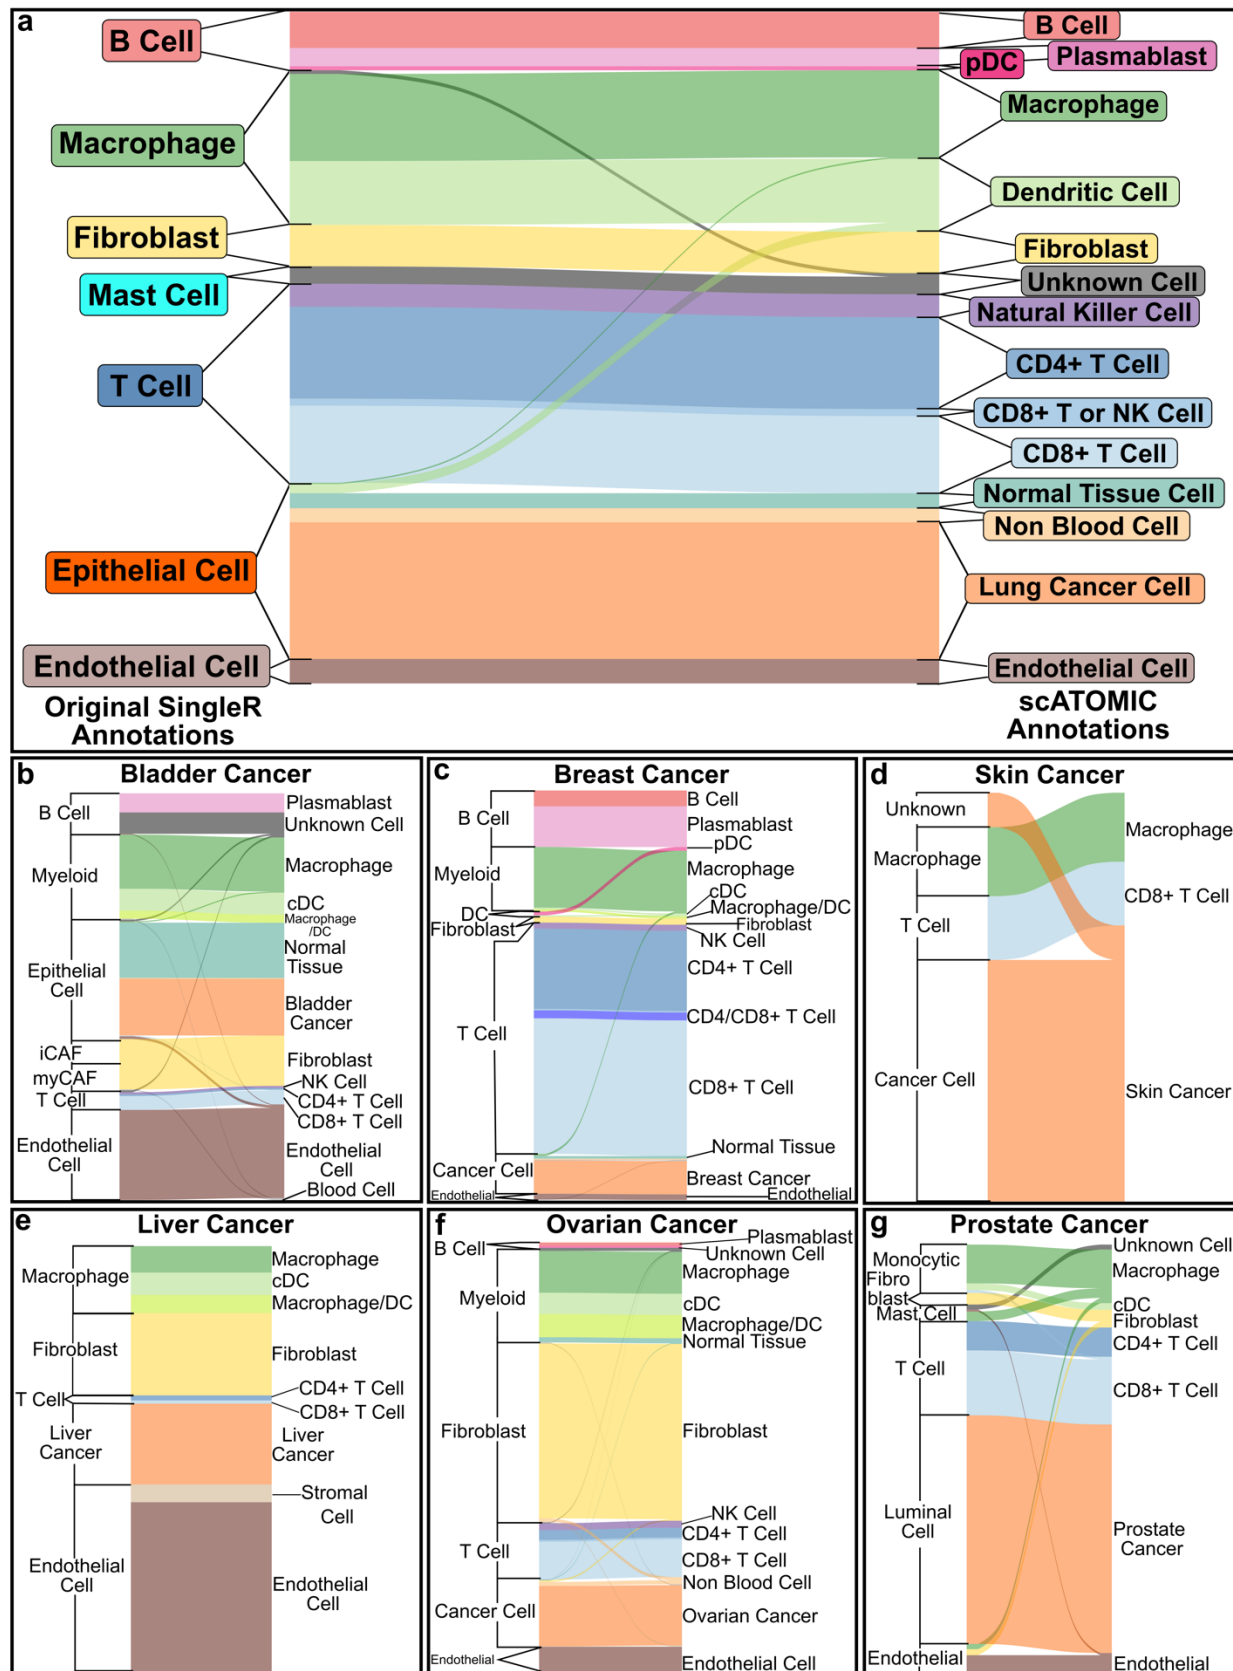 a
B Cell
Macrophage
Fibroblast
Mast Cell
T Cell
Epithelial Cell
Endothelial Cell
Original SingleR
Annotations
B Cell
Plasmablast
pDC
Macrophage
Dendritic Cell
Fibroblast
Unknown Cell
Natural Killer Cell
CD4+ T Cell
CD8+ T or NK Cell
CD8+ T Cell
Normal Tissue Cell
Non Blood Cell
Lung Cancer Cell
Endothelial Cell
scATOMIC
Annotations
b
Bladder Cancer
B Cell
Myeloid
Epithelial
Cell
iCAF
myCAF
T Cell
Endothelial
Cell
Plasmablast
Unknown Cell
Macrophage
cDC
Macrophage
/DC
Normal
Tissue
Bladder
Cancer
Fibroblast
NK Cell
CD4+ T Cell
CD8+ T Cell
Endothelial
Cell
Blood Cell
c
Breast Cancer
B Cell
Myeloid
DC
Fibroblast
T Cell
Cancer Cell
Endothelial
B Cell
Plasmablast
pDC
Macrophage
cDC
Macrophage/DC
Fibroblast
NK Cell
CD4+ T Cell
CD4/CD8+ T Cell
CD8+ T Cell
Normal Tissue
Breast Cancer
Endothelial
d
Skin Cancer
Unknown
Macrophage
T Cell
Cancer Cell
Macrophage
CD8+ T Cell
Skin Cancer
e
Liver Cancer
Macrophage
Fibroblast
T Cell
Liver
Cancer
Endothelial
Cell
Macrophage
cDC
Macrophage/DC
Fibroblast
CD4+ T Cell
CD8+ T Cell
Liver
Cancer
Stromal
Cell
Endothelial
Cell
f
Ovarian Cancer
B Cell
Myeloid
Fibroblast
T Cell
Cancer Cell
Endothelial
Plasmablast
Unknown Cell
Macrophage
cDC
Macrophage/DC
Normal Tissue
Fibroblast
NK Cell
CD4+ T Cell
CD8+ T Cell
Non Blood Cell
Ovarian Cancer
Endothelial Cell
g
Prostate Cancer
Monocytic
Fibro
blast
Mast Cell
T Cell
Luminal
Cell
Endothelial
Unknown Cell
Macrophage
cDC
Fibroblast
CD4+ T Cell
CD8+ T Cell
Prostate
Cancer
Endothelial